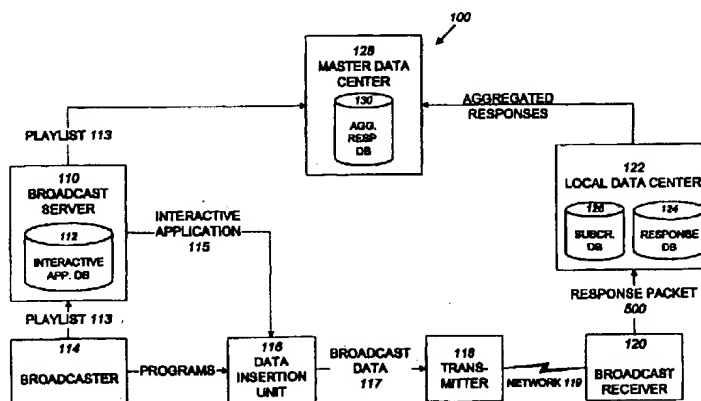 100
128
MASTER DATA
CENTER
130
AGG.
RESP
DB
AGGREGATED
RESPONSES
PLAYLIST 113
110
BROADCAST
SERVER
112
INTERACTIVE
APP. DB
INTERACTIVE
APPLICATION
115
122
LOCAL DATA CENTER
126
SUBCR.
DB
124
RESPONSE
DB
PLAYLIST 113
RESPONSE PACKET
500
114
BROADCASTER
PROGRAMS
116
DATA
INSERTION
UNIT
BROADCAST
DATA
117
118
TRANS-
MITTER
NETWORK 119
120
BROADCAST
RECEIVER